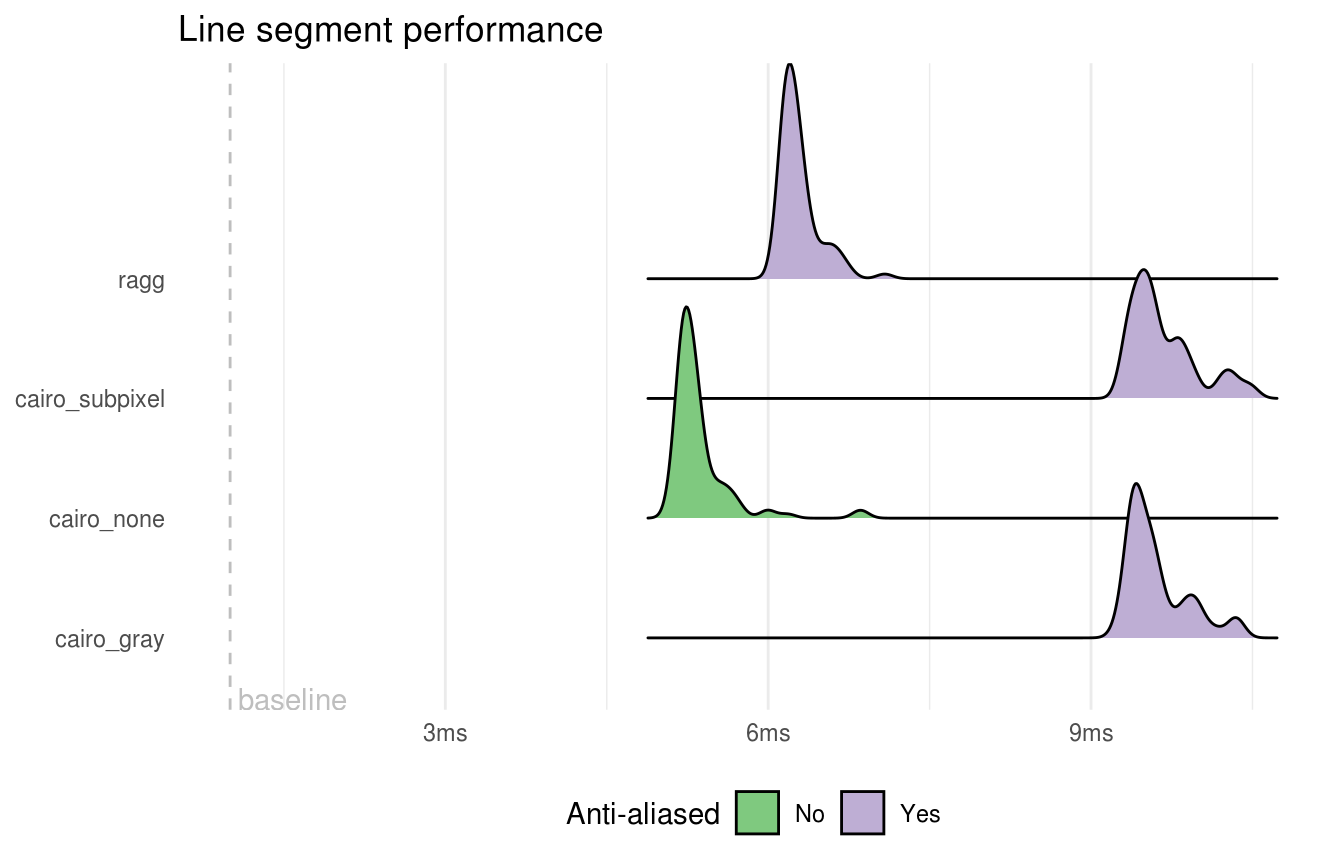 Line segment performance
ragg
cairo_subpixel
cairo_none
cairo_gray
baseline
3ms 6ms 9ms
Anti-aliased No Yes